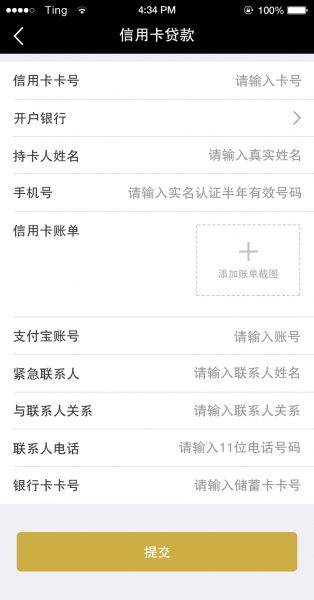 Ting 4:34 PM 100%
信用卡贷款
信用卡卡号 请输入卡号
开户银行
持卡人姓名 请输入真实姓名
手机号 请输入实名认证半年有效号码
信用卡账单
添加账单截图
支付宝账号 请输入账号
紧急联系人 请输入联系人姓名
与联系人关系 请输入联系人关系
联系人电话 请输入11位电话号码
银行卡卡号 请输入储蓄卡卡号
提交